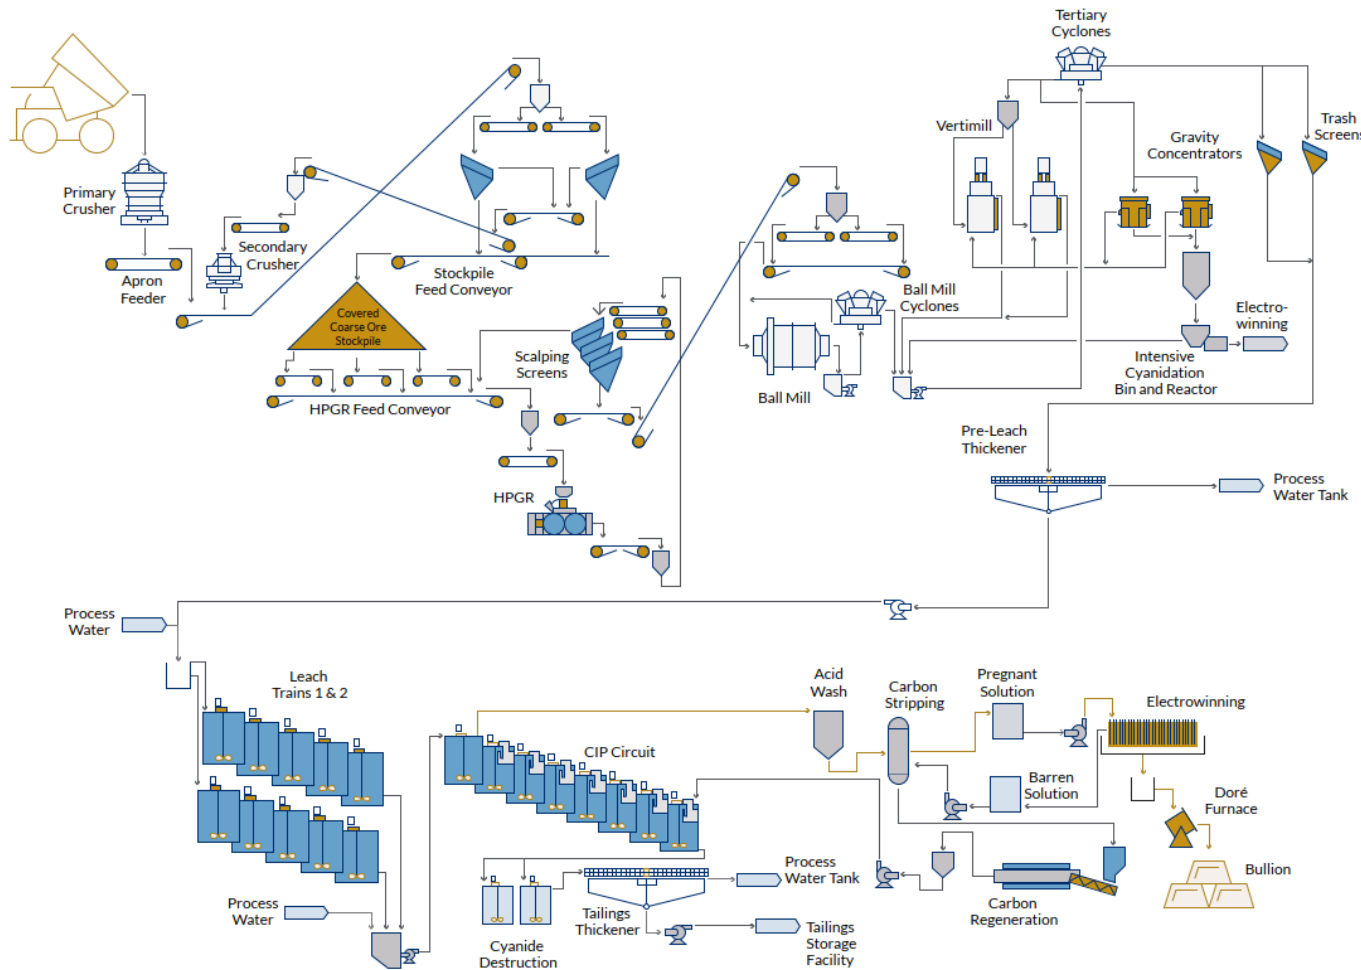 Tertiary
Cyclones
Vertimill
Gravity
Concentrators
Trash
Screens
Primary
Crusher
Secondary
Crusher
Apron
Feeder
Stockpile
Feed Conveyor
Covered
Coarse Ore
Stockpile
Scalping
Screens
HPGR Feed Conveyor
Ball Mill
Cyclones
Ball Mill
Electro-
winning
Intensive
Cyanidation
Bin and Reactor
HPGR
Pre-Leach
Thickener
Process
Water Tank
Process
Water
Leach
Trains 1 & 2
CIP Circuit
Acid
Wash
Carbon
Stripping
Pregnant
Solution
Electrowinning
Barren
Solution
Doré
Furnace
Bullion
Process
Water
Cyanide
Destruction
Tailings
Thickener
Process
Water Tank
Tailings
Storage
Facility
Carbon
Regeneration